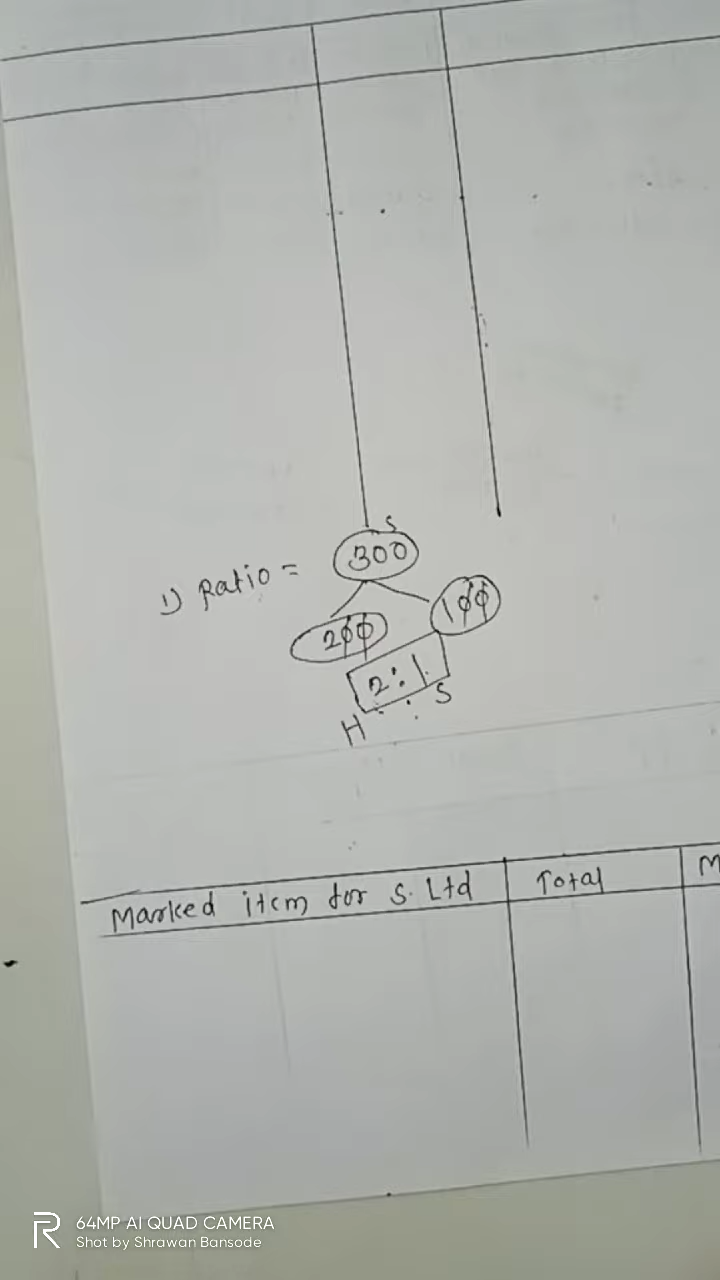 S
1) Ratio = 300
200 100
2:1
H : S
Marked item for S. Ltd Total M
64MP AI QUAD CAMERA
Shot by Shrawan Bansode